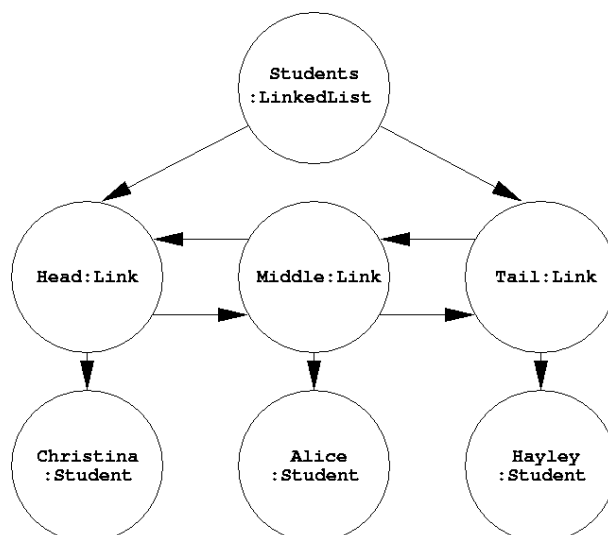 Students
:LinkedList
Head:Link
Middle:Link
Tail:Link
Christina
:Student
Alice
:Student
Hayley
:Student